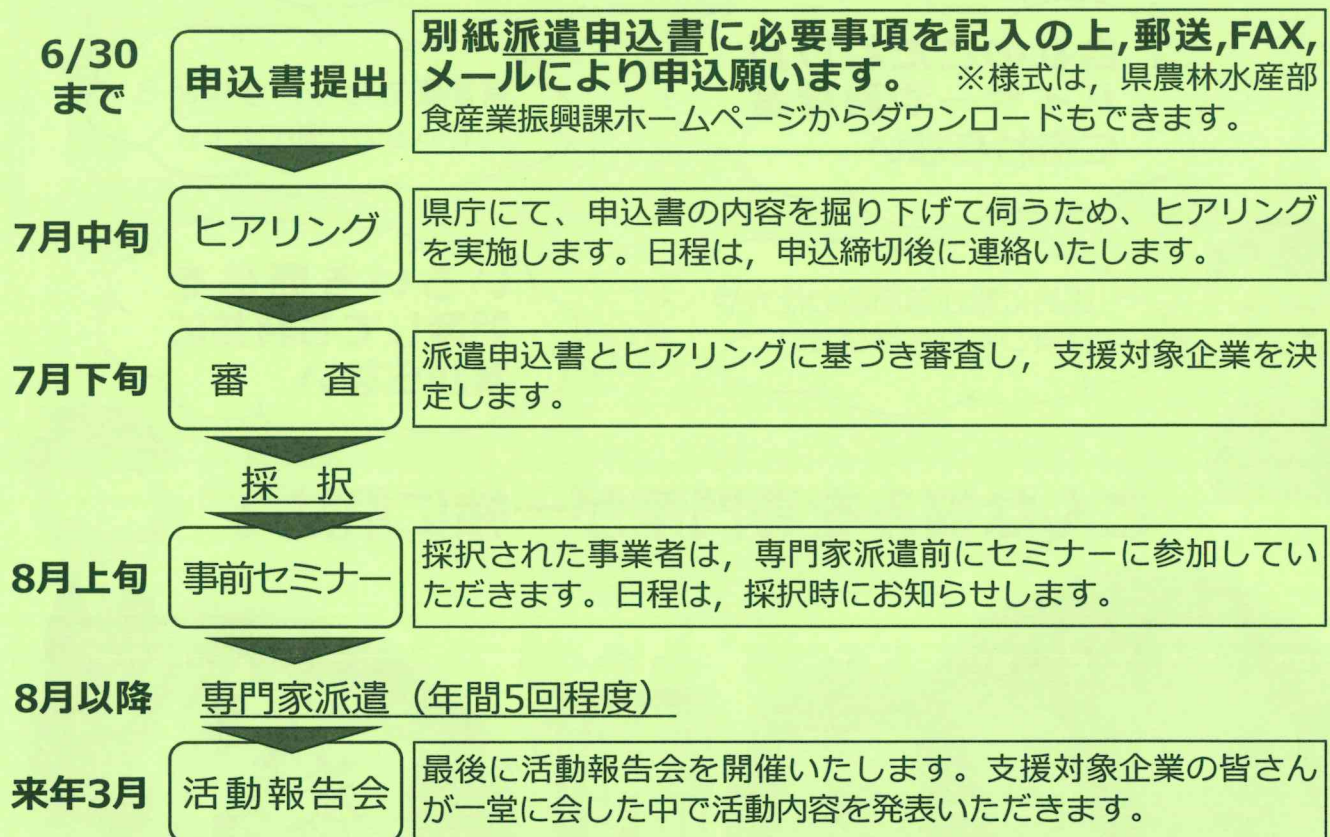 6/30
まで
申込書提出
別紙派遣申込書に必要事項を記入の上,郵送,FAX,
メールにより申込願います。 ※様式は，県農林水産部
食産業振興課ホームページからダウンロードもできます。
7月中旬
ヒアリング
県庁にて、申込書の内容を掘り下げて伺うため、ヒアリング
を実施します。日程は，申込締切後に連絡いたします。
7月下旬
審 査
派遣申込書とヒアリングに基づき審査し，支援対象企業を決
定します。
採 択
8月上旬
事前セミナー
採択された事業者は，専門家派遣前にセミナーに参加してい
ただきます。日程は，採択時にお知らせします。
8月以降
専門家派遣（年間5回程度）
来年3月
活動報告会
最後に活動報告会を開催いたします。支援対象企業の皆さん
が一堂に会した中で活動内容を発表いただきます。